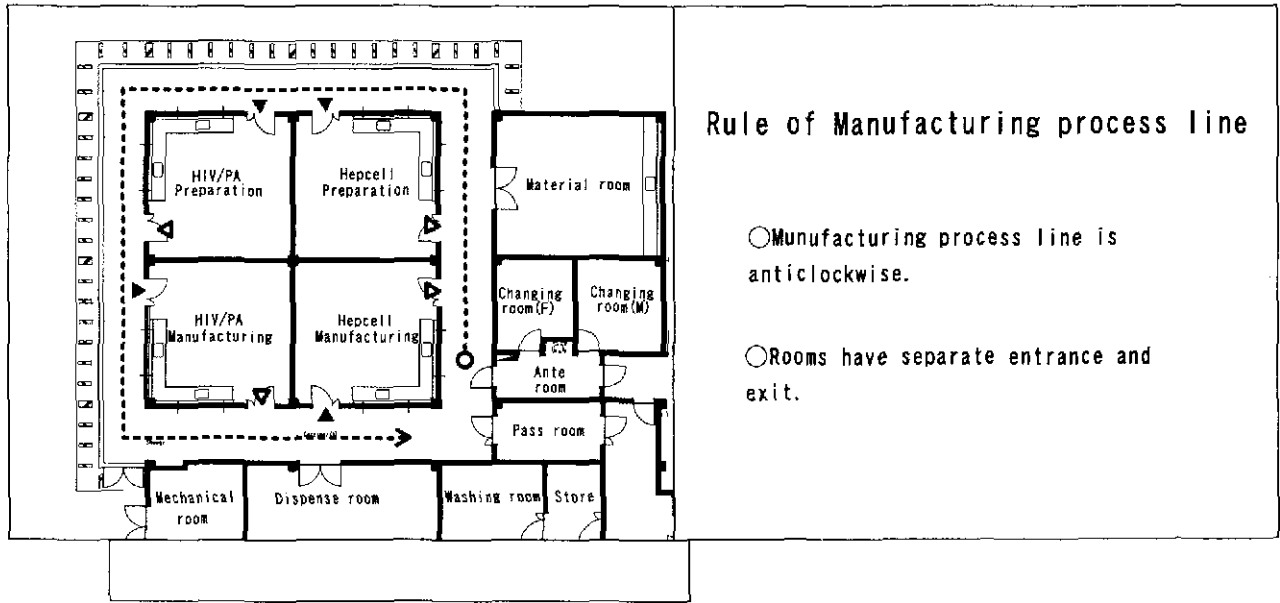 Rule of Manufacturing process line
○Munufacturing process line is
anticlockwise.
○Rooms have separate entrance and
exit.
HIV/PA
Preparation
Hepcell
Preparation
Material room
HIV/PA
Manufacturing
Hepcell
Manufacturing
Changing
room(F)
Changing
room(M)
Ante
room
Pass room
Shower
Mechanical
room
Dispense room
Washing room
Store